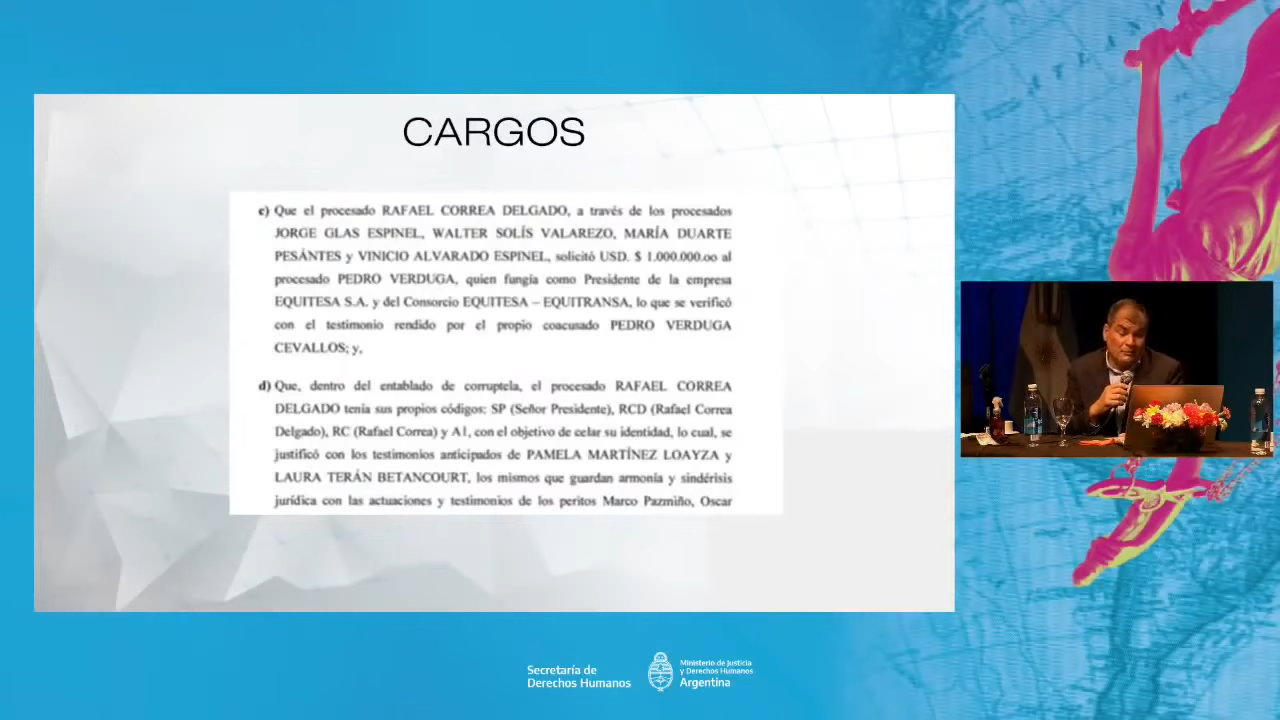 CARGOS
c) Que el procesado RAFAEL CORREA DELGADO, a través de los procesados
JORGE GLAS ESPINEL, WALTER SOLÍS VALAREZO, MARÍA DUARTE
PESÁNTES y VINICIO ALVARADO ESPINEL, solicitó USD. $ 1.000.000.oo al
procesado PEDRO VERDUGA, quien fungía como Presidente de la empresa
EQUITESA S.A. y del Consorcio EQUITESA – EQUITRANSA, lo que se verificó
con el testimonio rendido por el propio coacusado PEDRO VERDUGA
CEVALLOS; y,
d) Que, dentro del entablado de corruptela, el procesado RAFAEL CORREA
DELGADO tenía sus propios códigos: SP (Señor Presidente), RCD (Rafael Correa
Delgado), RC (Rafael Correa) y A1, con el objetivo de celar su identidad, lo cual, se
justificó con los testimonios anticipados de PAMELA MARTÍNEZ LOAYZA y
LAURA TERÁN BETANCOURT, los mismos que guardan armonía y sindérisis
jurídica con las actuaciones y testimonios de los peritos Marco Pazmiño, Oscar
Secretaría de
Derechos Humanos
Ministerio de Justicia
y Derechos Humanos
Argentina